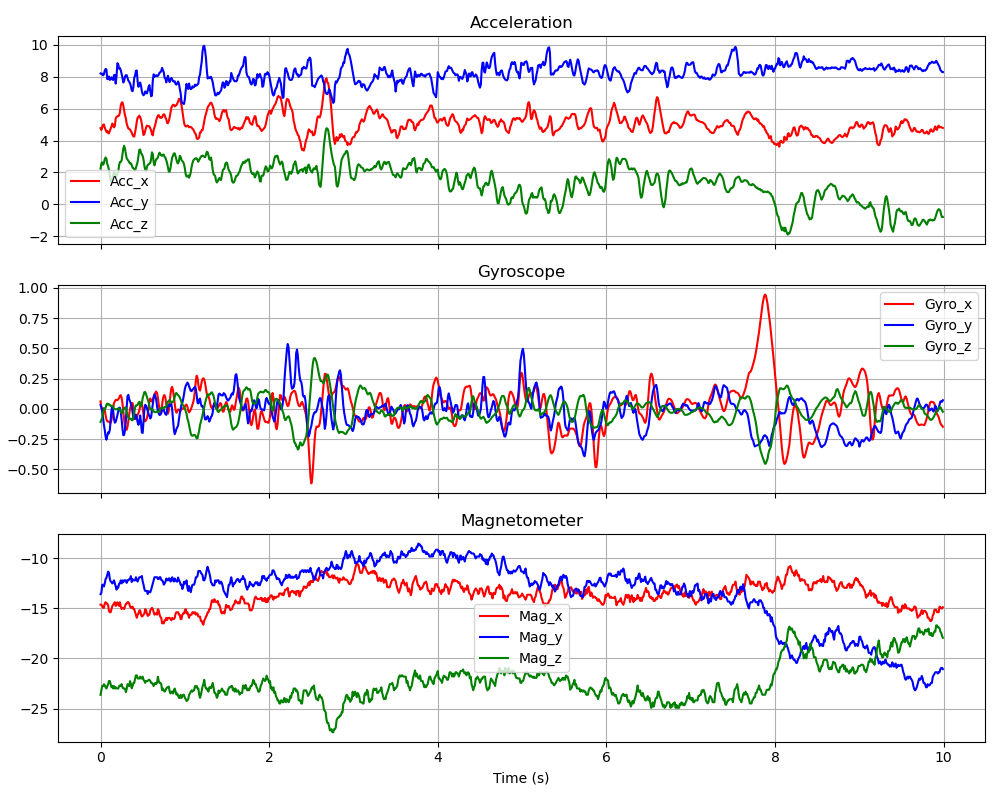 Acceleration
10
8
6
4
2
0
−2
Acc_x
Acc_y
Acc_z
Gyroscope
1.00
0.75
0.50
0.25
0.00
−0.25
−0.50
Gyro_x
Gyro_y
Gyro_z
Magnetometer
−10
−15
−20
−25
Mag_x
Mag_y
Mag_z
0 2 4 6 8 10
Time (s)